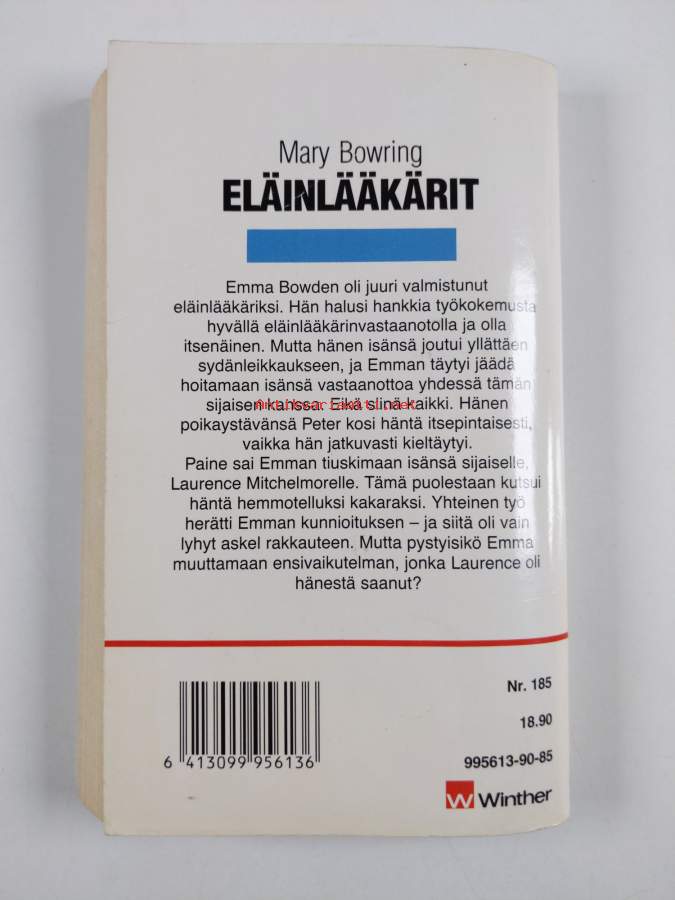 Mary Bowring
ELÄINLÄÄKÄRIT
Emma Bowden oli juuri valmistunut
eläinlääkäriksi. Hän halusi hankkia työkokemusta
hyvällä eläinlääkärinvastaanotolla ja olla
itsenäinen. Mutta hänen isänsä joutui yllättäen
sydänleikkaukseen, ja Emman täytyi jäädä
hoitamaan isänsä vastaanottoa yhdessä tämän
sijaisen kanssa. Eikä siinä kaikki. Hänen
Antikvariaatti.net
poikaystävänsä Peter kosi häntä itsepintaisesti,
vaikka hän jatkuvasti kieltäytyi.
Paine sai Emman tiuskimaan isänsä sijaiselle,
Laurence Mitchelmorelle. Tämä puolestaan kutsui
häntä hemmotelluksi kakaraksi. Yhteinen työ
herätti Emman kunnioituksen – ja siitä oli vain
lyhyt askel rakkauteen. Mutta pystyisikö Emma
muuttamaan ensivaikutelman, jonka Laurence oli
hänestä saanut?
Nr. 185
18.90
995613-90-85
6 413099 956136
W Winther